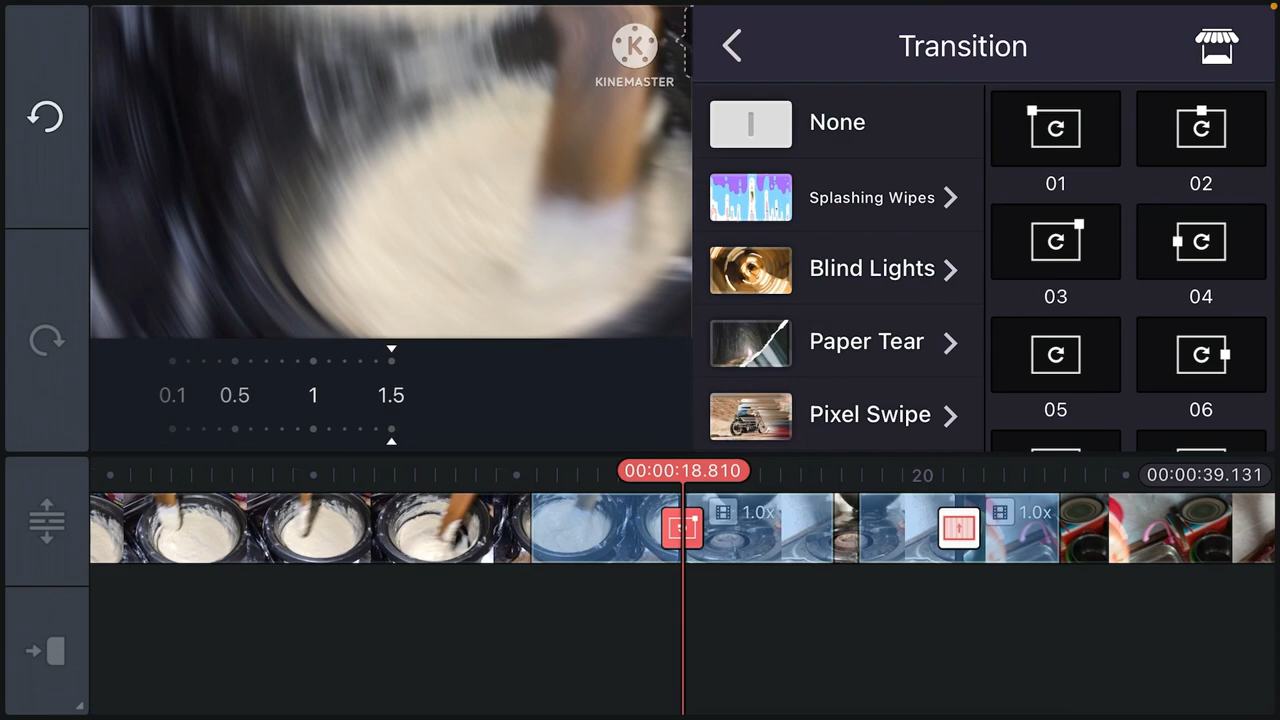 KINEMASTER
Transition
None
Splashing Wipes
Blind Lights
Paper Tear
Pixel Swipe
01
02
03
04
05
06
0.1
0.5
1
1.5
00:00:18.810
20
00:00:39.131
1.0x
1.0x